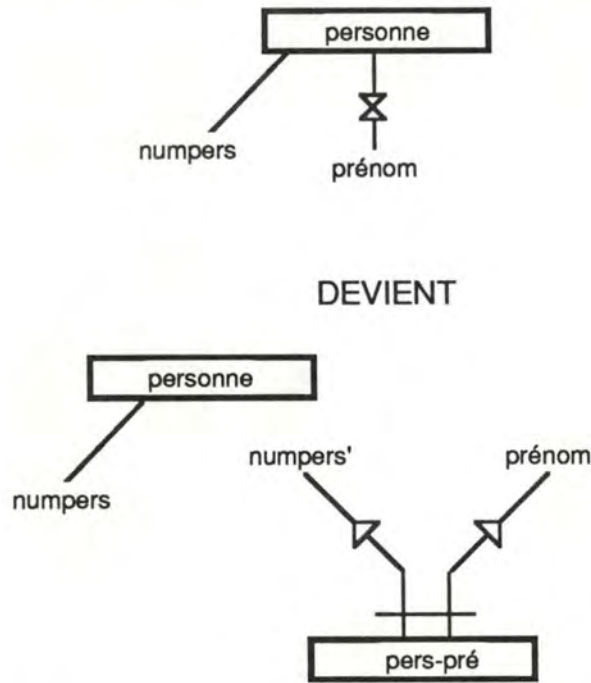 personne
numpers
prénom
DEVIENT
personne
numpers' prénom
numpers
pers-pré